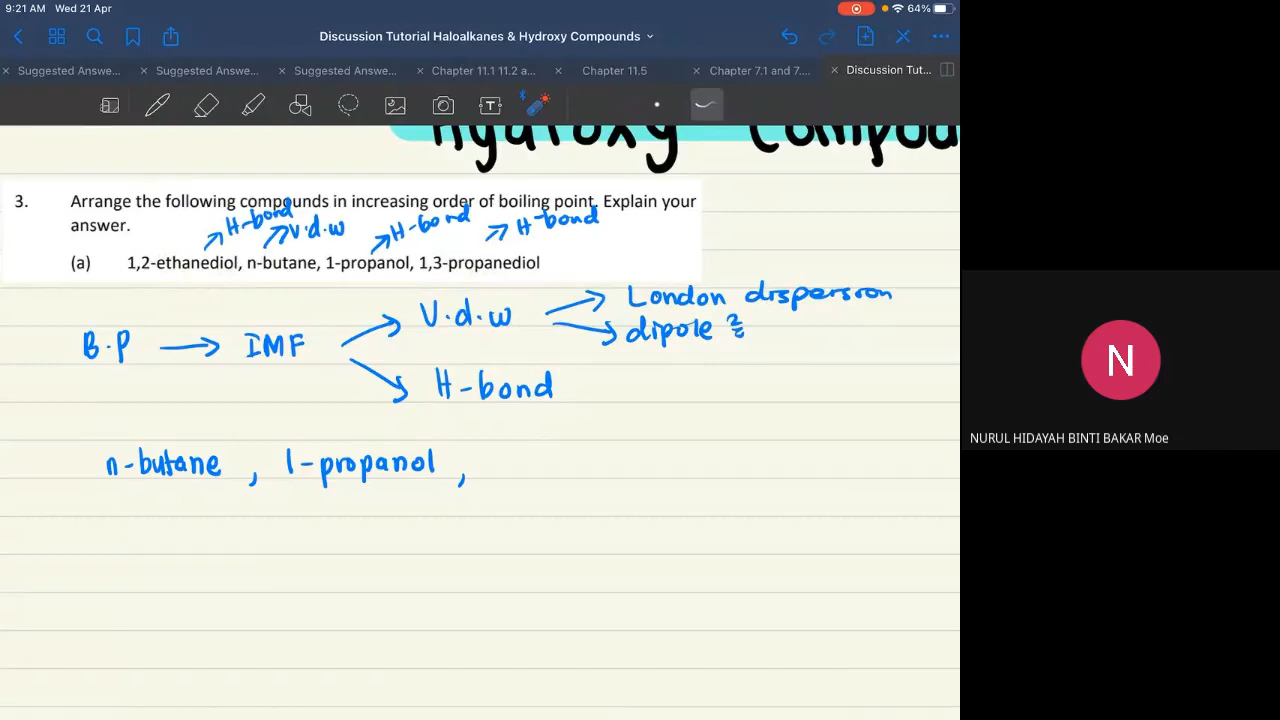 9:21 AM Wed 21 Apr
64%
Discussion Tutorial Haloalkanes & Hydroxy Compounds
Suggested Answe...
Suggested Answe...
Suggested Answe...
Chapter 11.1 11.2 a...
Chapter 11.5
Chapter 7.1 and 7....
Discussion Tut...
Hydroxy Compou
3. Arrange the following compounds in increasing order of boiling point. Explain your
answer.
H-bond V.d.w H-bond H-bond
(a) 1,2-ethanediol, n-butane, 1-propanol, 1,3-propanediol
B.P → IMF
V.d.w
London dispersion
dipole
H-bond
n-butane , 1-propanol ,
N
NURUL HIDAYAH BINTI BAKAR Moe